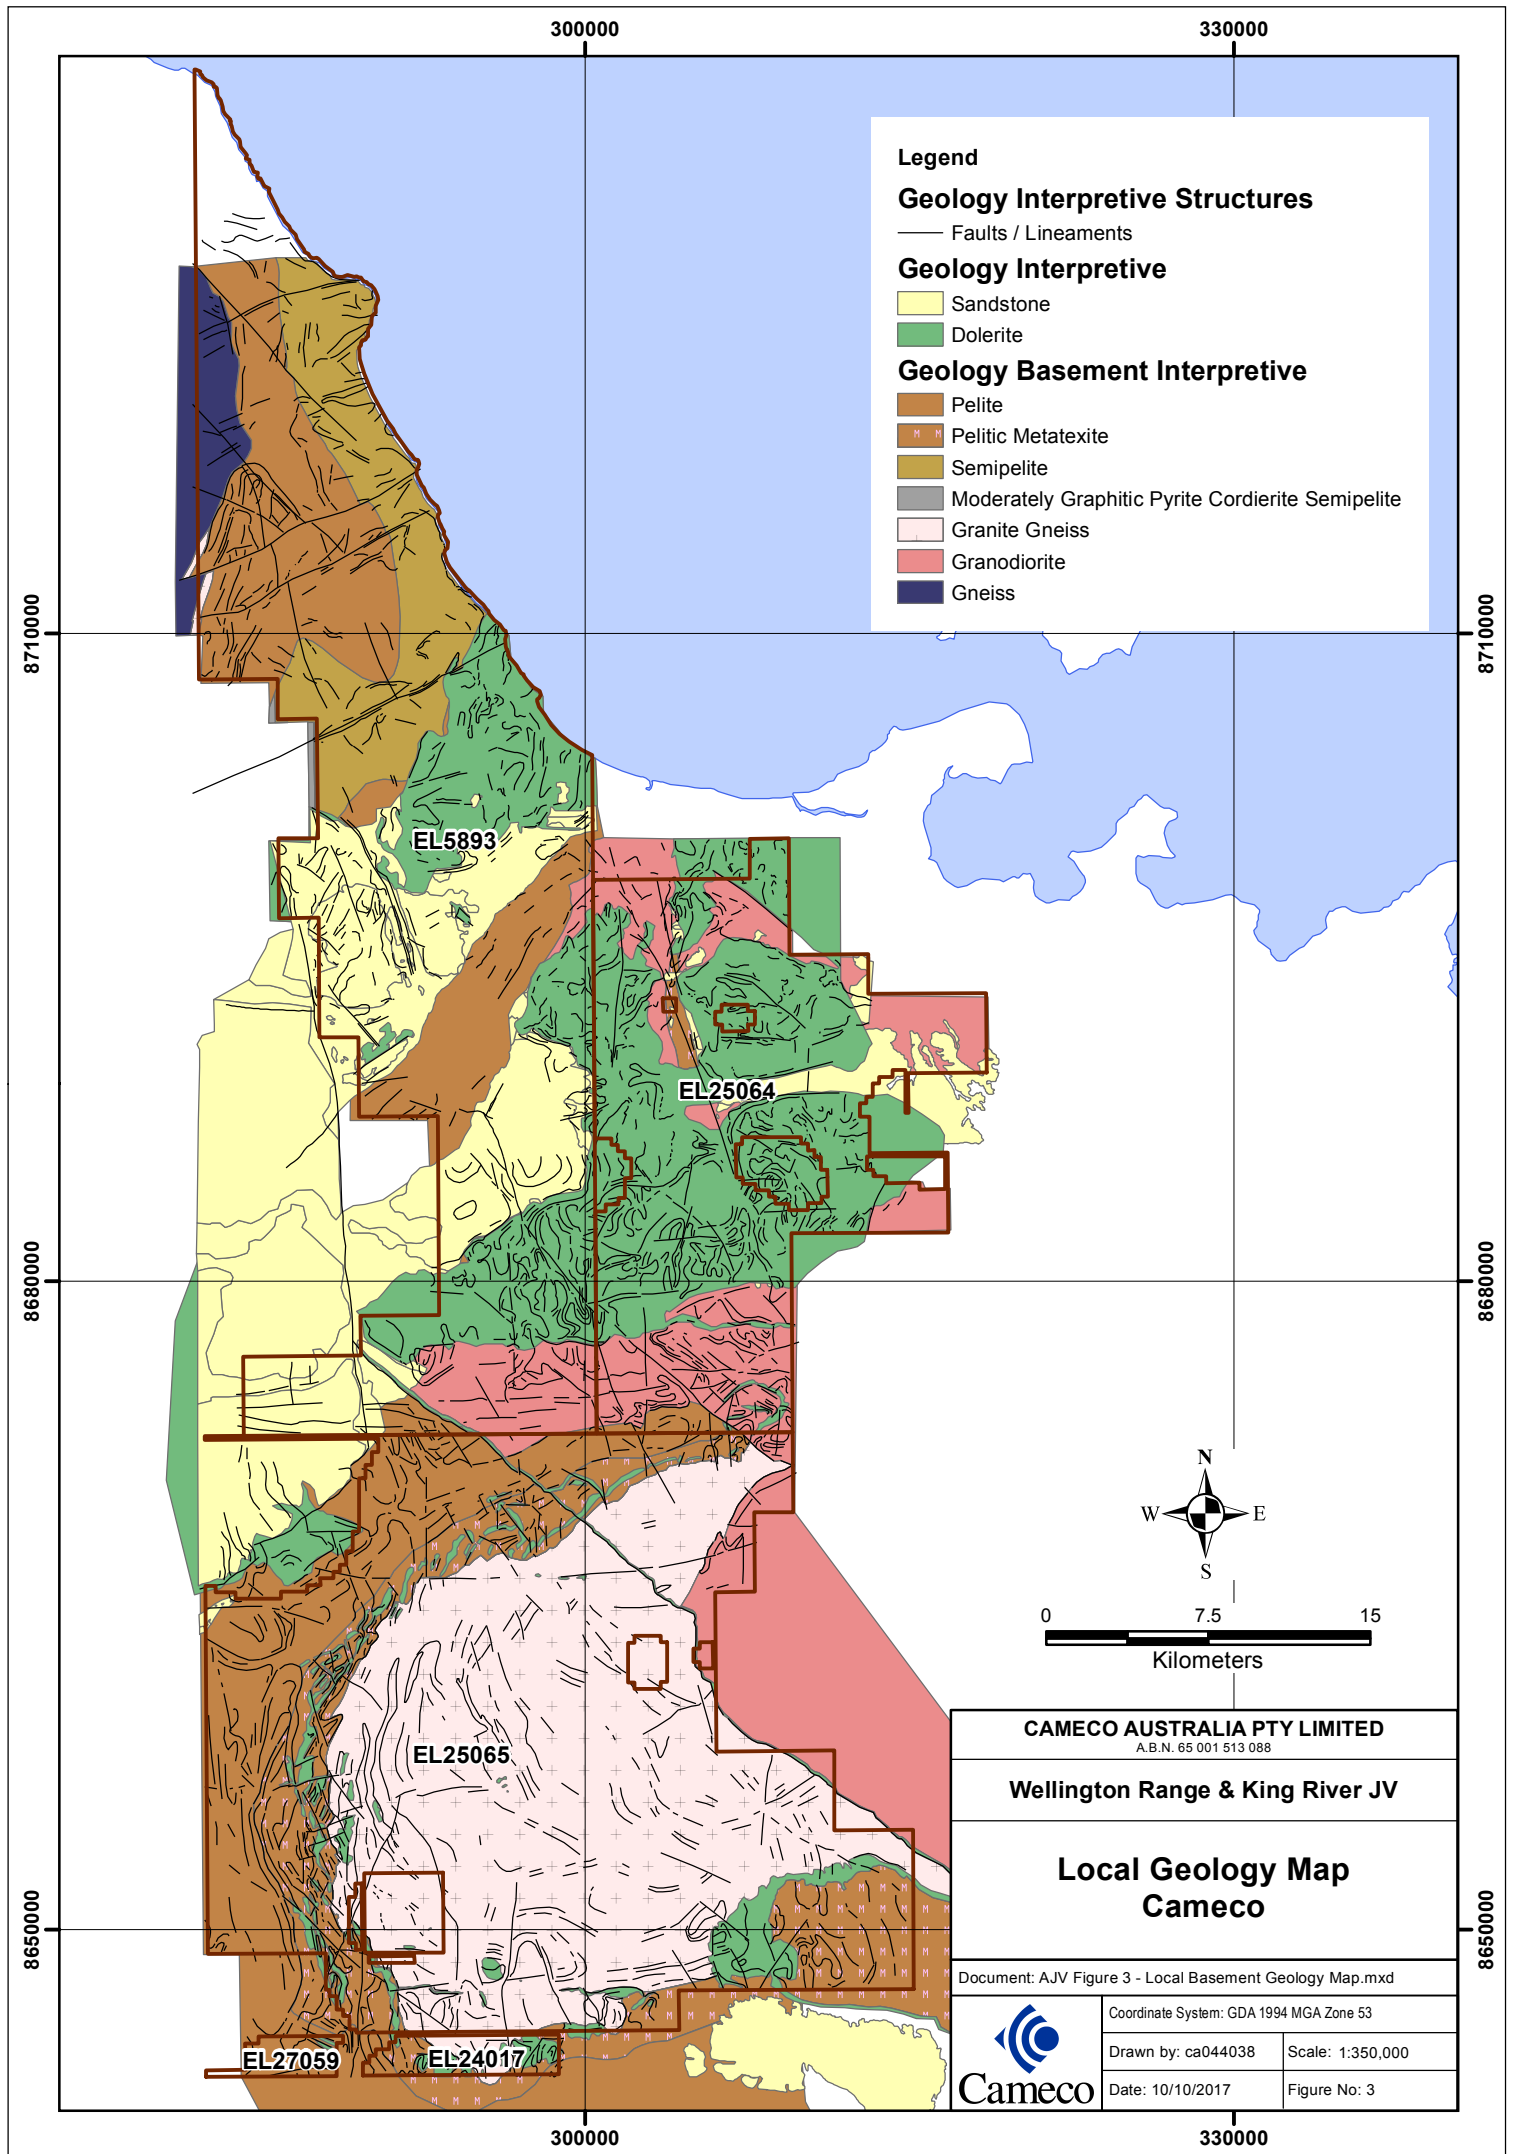 300000
330000
Legend
Geology Interpretive Structures
Faults / Lineaments
Geology Interpretive
Sandstone
Dolerite
Geology Basement Interpretive
Pelite
M M
Pelitic Metatexite
Semipelite
Moderately Graphitic Pyrite Cordierite Semipelite
Granite Gneiss
Granodiorite
Gneiss
8710000
8710000
EL5893
EL25064
8680000
8680000
N
W
E
S
0
7.5
15
Kilometers
EL25065
CAMECO AUSTRALIA PTY LIMITED
A.B.N. 65 001 513 088
Wellington Range & King River JV
Local Geology Map
Cameco
8650000
8650000
Document: AJV Figure 3 - Local Basement Geology Map.mxd
Coordinate System: GDA 1994 MGA Zone 53
Drawn by: ca044038
Scale: 1:350,000
Date: 10/10/2017
Figure No: 3
Cameco
EL27059
EL24017
300000
330000